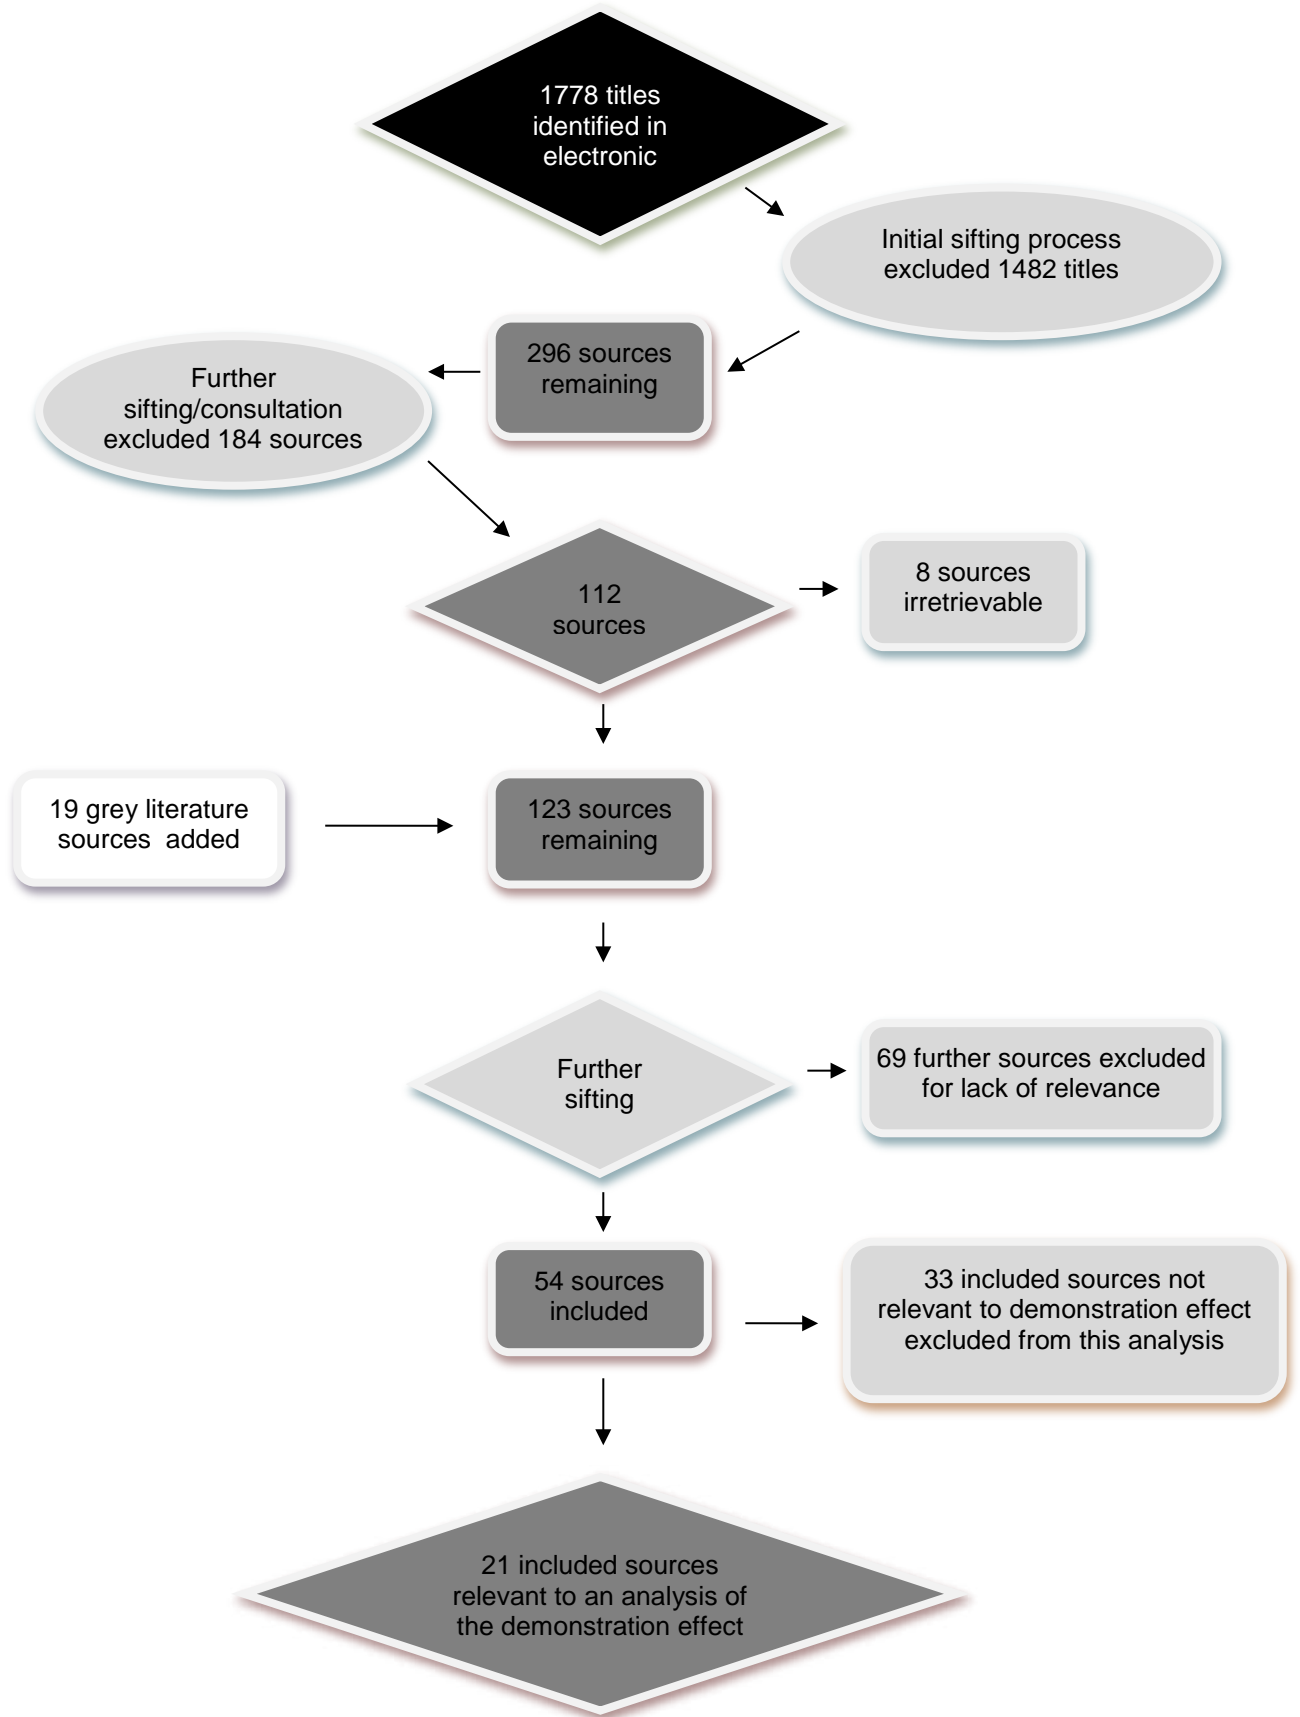 1778 titles
identified in
electronic
Initial sifting process
excluded 1482 titles
296 sources
remaining
Further
sifting/consultation
excluded 184 sources
112
sources
8 sources
irretrievable
19 grey literature
sources added
123 sources
remaining
Further
sifting
69 further sources excluded
for lack of relevance
54 sources
included
33 included sources not
relevant to demonstration effect
excluded from this analysis
21 included sources
relevant to an analysis of
the demonstration effect